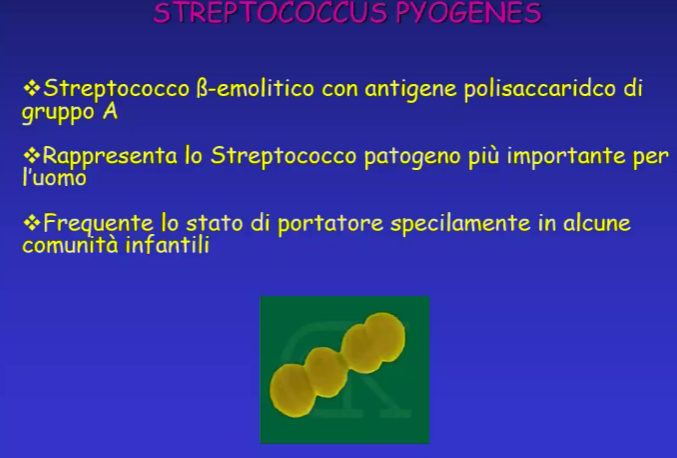 STREPTOCOCCUS PYOGENES
❖Streptococco ß-emolitico con antigene polisaccaridco di
gruppo A
❖Rappresenta lo Streptococco patogeno più importante per
l'uomo
❖Frequente lo stato di portatore specilamente in alcune
comunità infantili